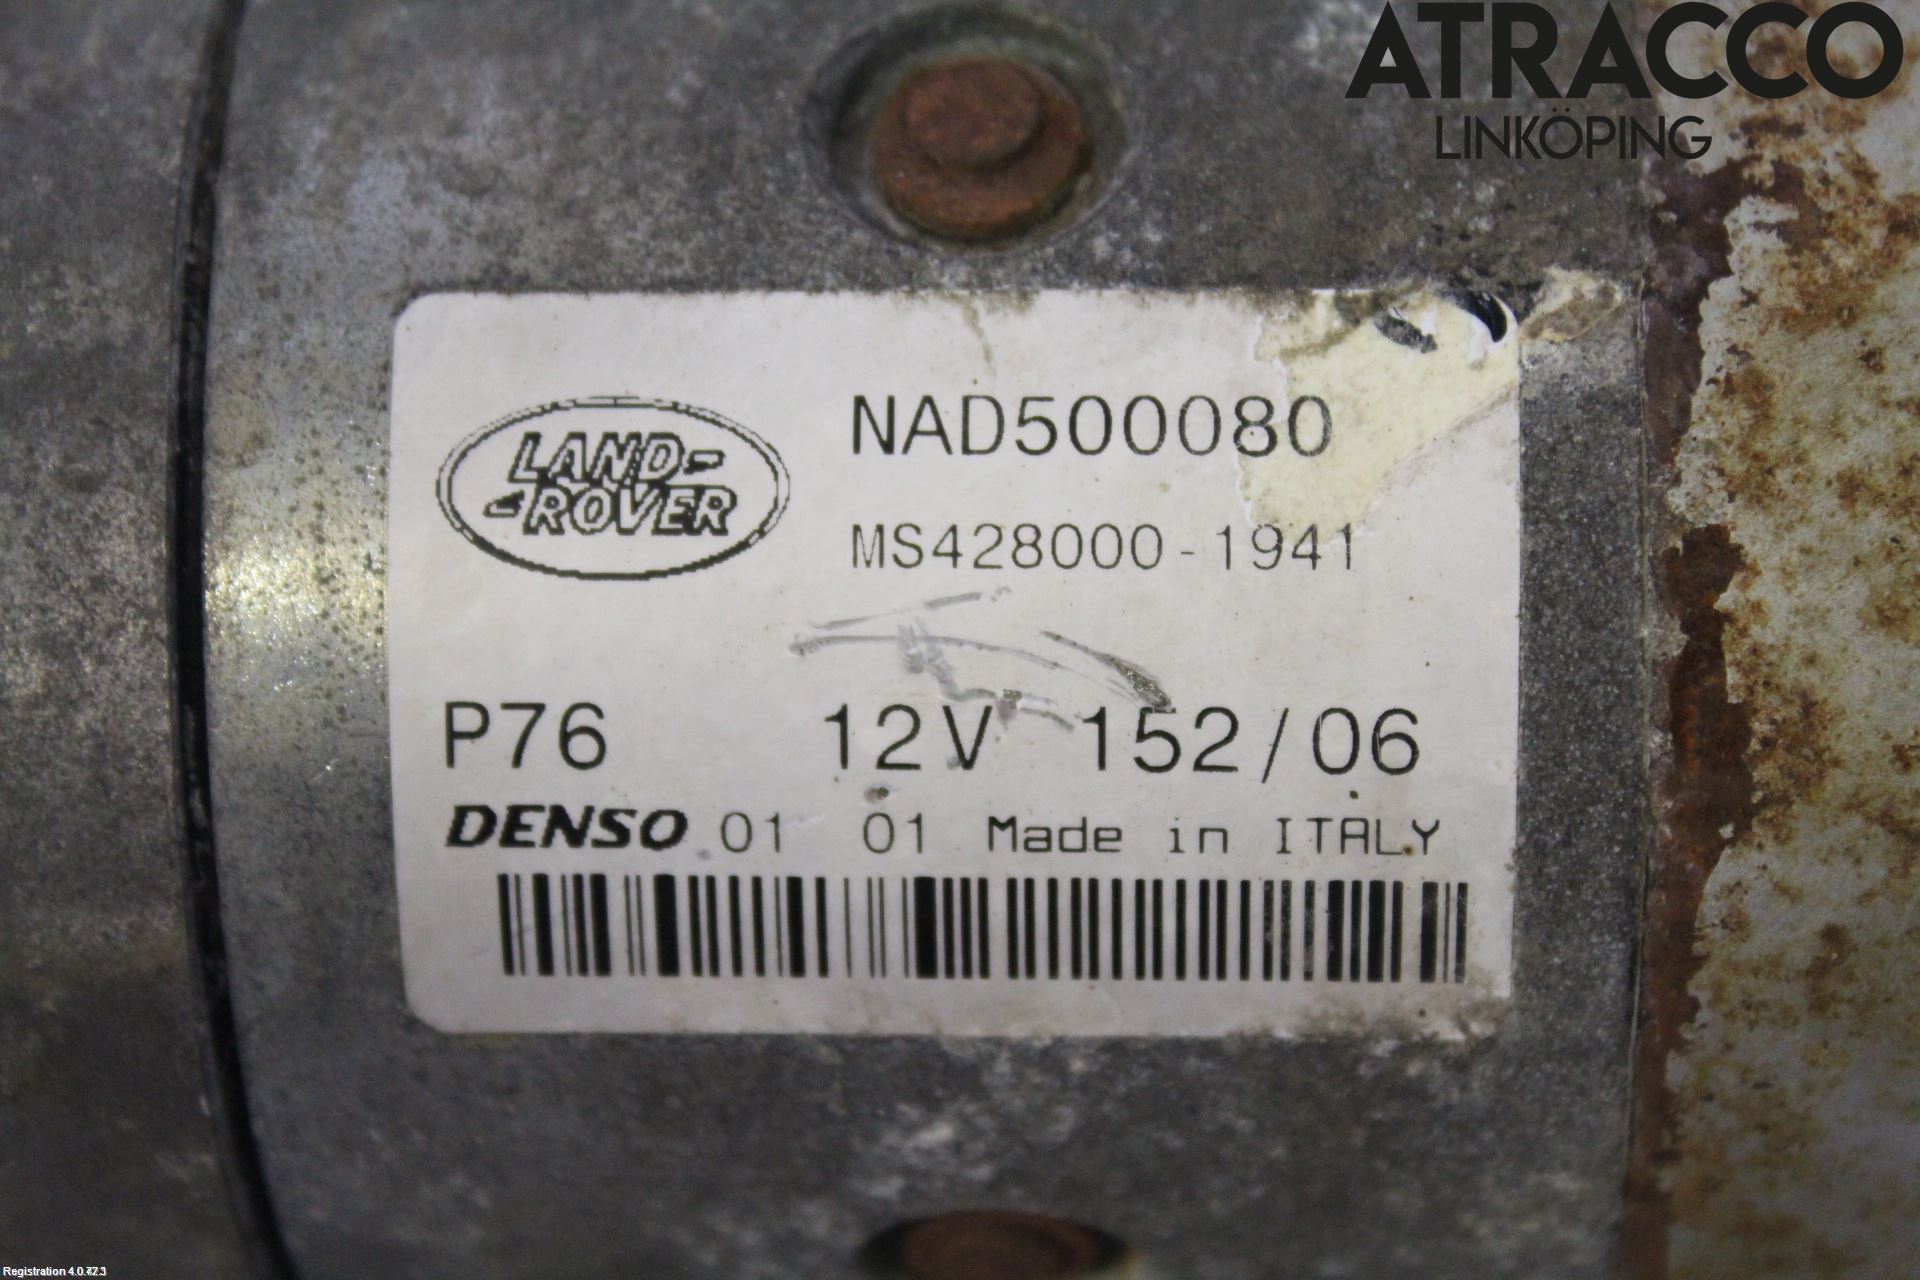 ATRACCO
LINKÖPING
LAND-
-ROVER
NAD500080
MS428000-1941
P76 12V 152/06
DENSO 01 01 Made in ITALY